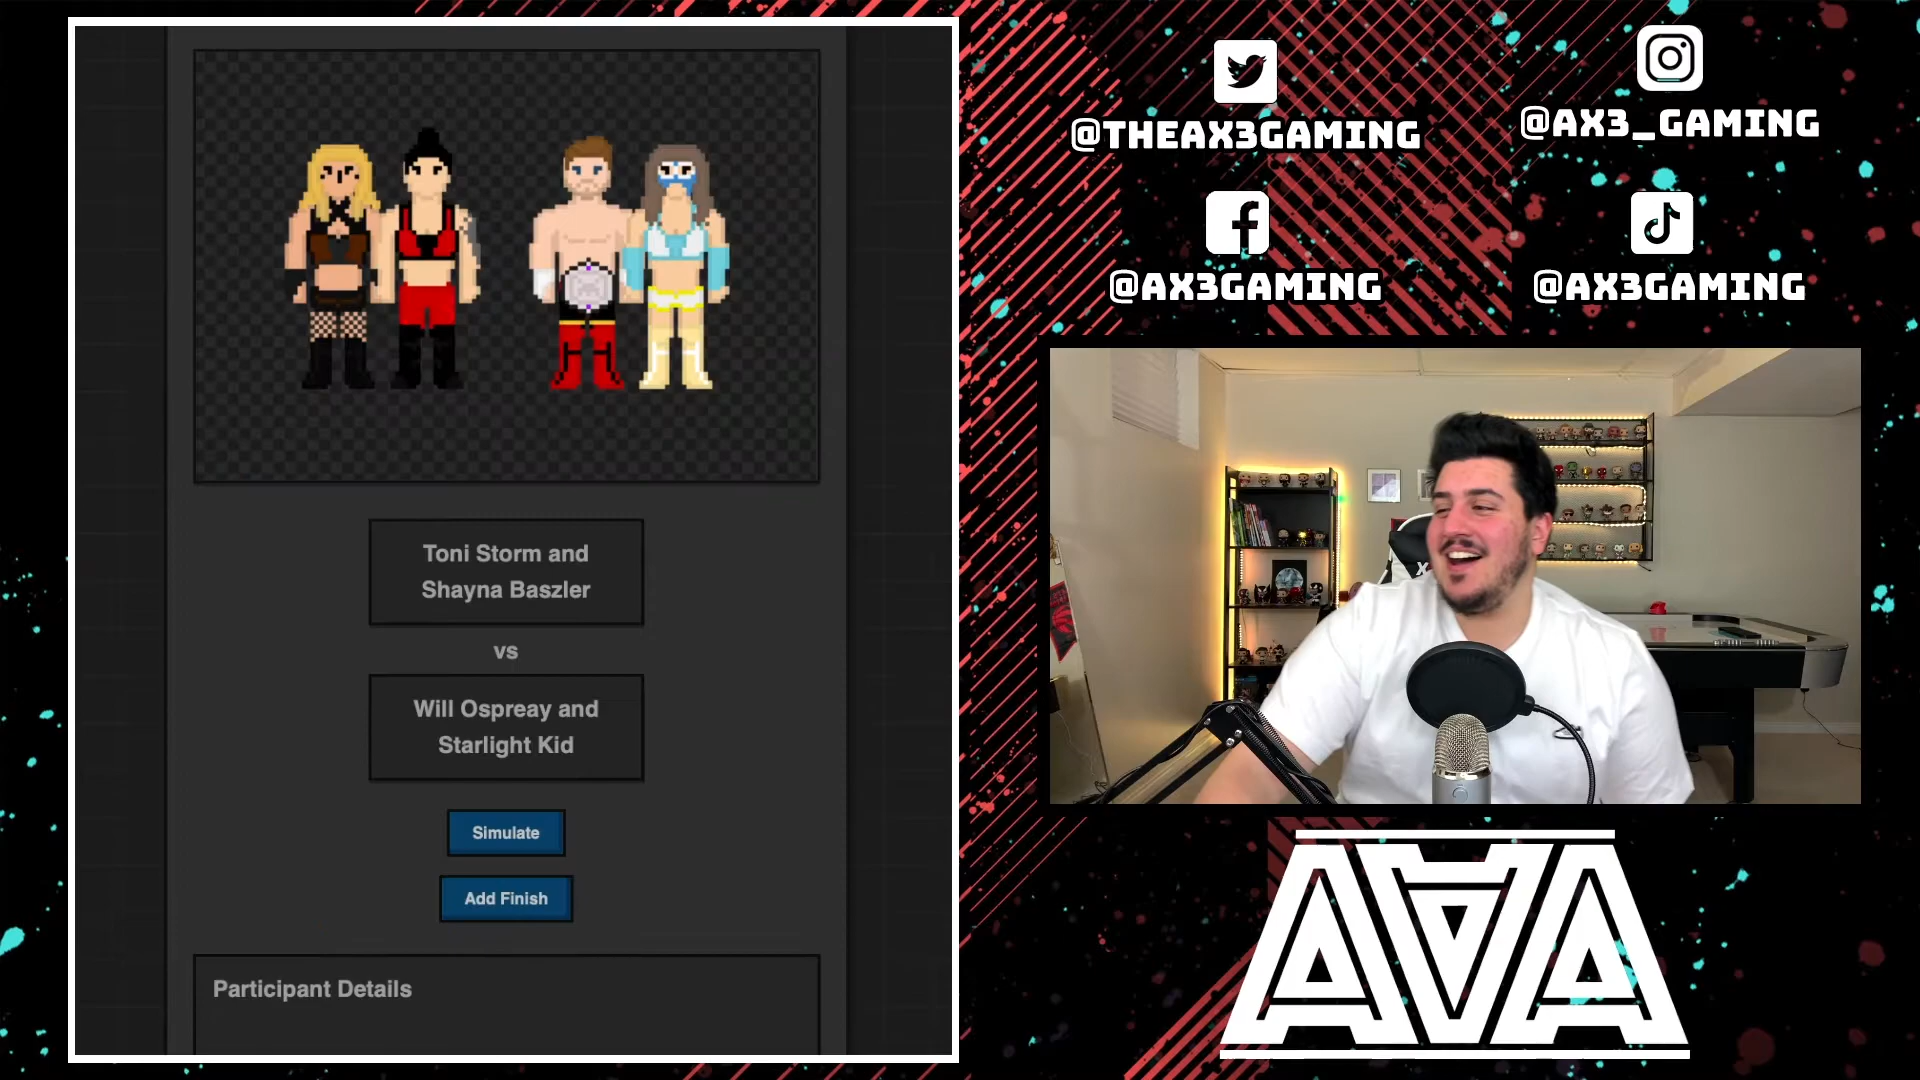 Toni Storm and
Shayna Baszler
vs
Will Ospreay and
Starlight Kid
Simulate
Add Finish
Participant Details
@THEAX3GAMING
@AX3_GAMING
@AX3GAMING
@AX3GAMING